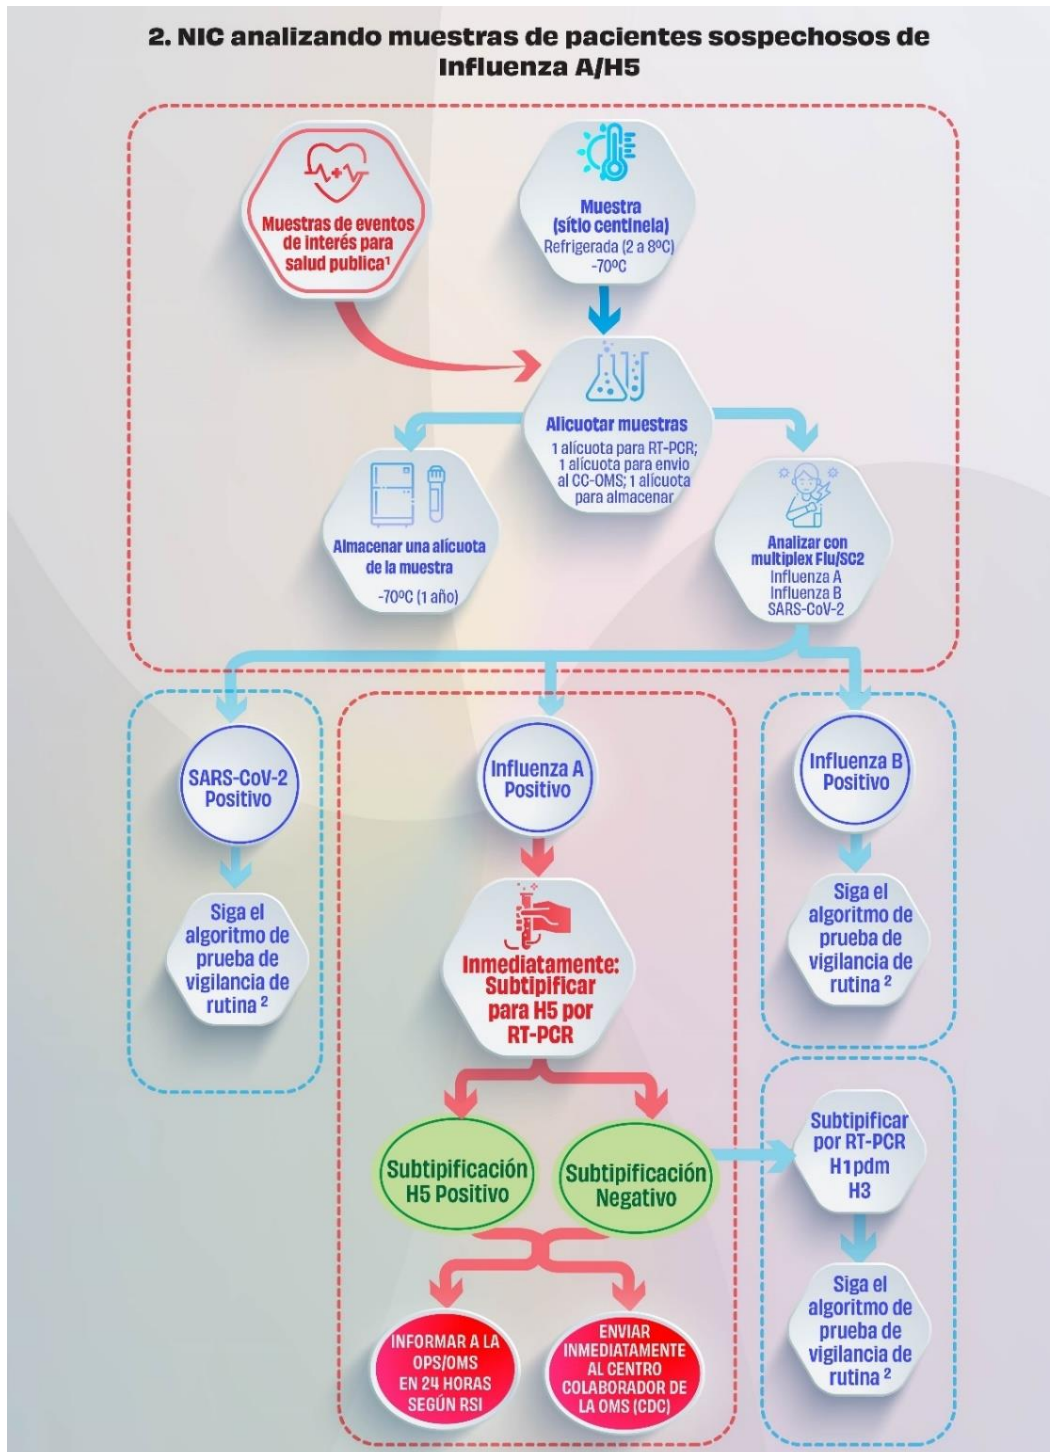 2. NIC analizando muestras de pacientes sospechosos de
Influenza A/H5
Muestras de eventos
de interés para
salud publica¹
Muestra
(sítio centinela)
Refrigerada (2 a 8ºC)
-70ºC
Alicuotar muestras
1 alícuota para RT-PCR;
1 alícuota para envio
al CC-OMS; 1 alícuota
para almacenar
Almacenar una alícuota
de la muestra
-70ºC (1 año)
Analizar con
multiplex Flu/SC2
Influenza A
Influenza B
SARS-CoV-2
SARS-CoV-2
Positivo
Influenza A
Positivo
Influenza B
Positivo
Siga el
algoritmo de
prueba de
vigilancia de
rutina ²
Inmediatamente:
Subtipificar
para H5 por
RT-PCR
Siga el
algoritmo de
prueba de
vigilancia de
rutina ²
Subtipificación
H5 Positivo
Subtipificación
Negativo
Subtipificar
por RT-PCR
H1pdm
H3
INFORMAR A LA
OPS/OMS
EN 24 HORAS
SEGÚN RSI
ENVIAR
INMEDIATAMENTE
AL CENTRO
COLABORADOR DE
LA OMS (CDC)
Siga el
algoritmo de
prueba de
vigilancia de
rutina ²